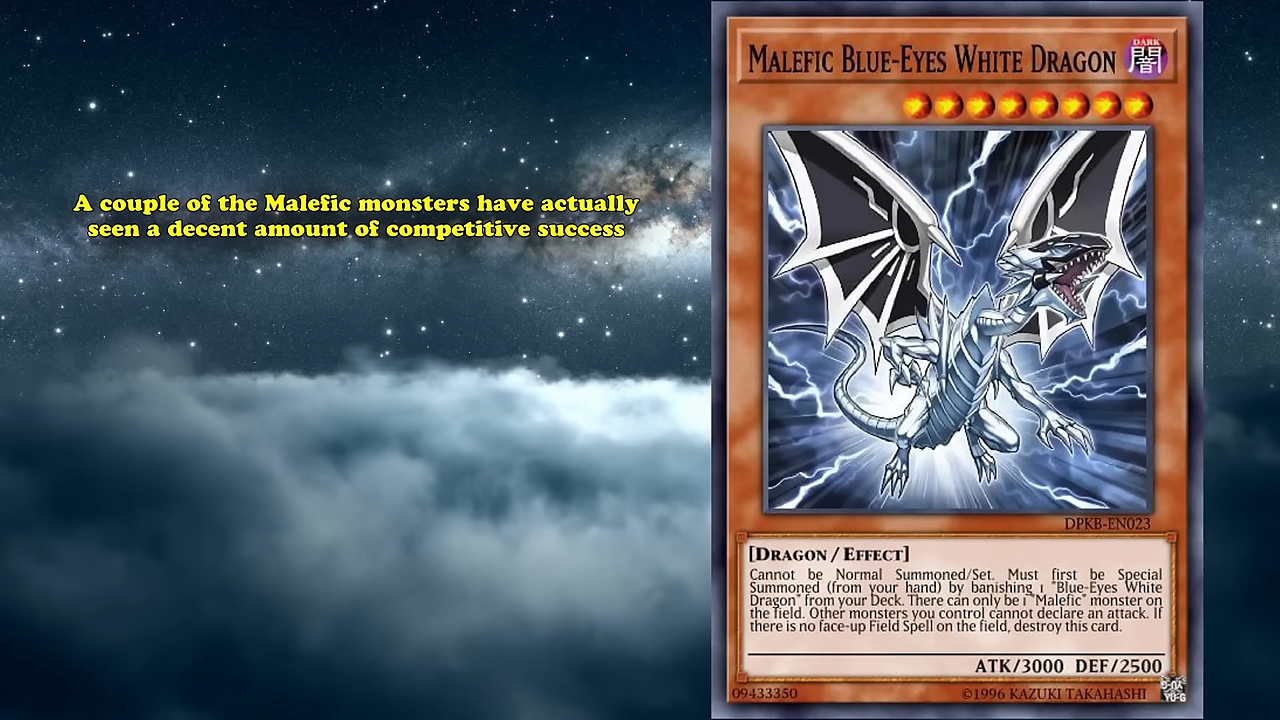 A couple of the Malefic monsters have actually
seen a decent amount of competitive success
MALEFIC BLUE-EYES WHITE DRAGON
DARK
闇
DPKB-EN023
[DRAGON / EFFECT]
Cannot be Normal Summoned/Set. Must first be Special
Summoned (from your hand) by banishing 1 "Blue-Eyes White
Dragon" from your Deck. There can only be 1 "Malefic" monster on
the field. Other monsters you control cannot declare an attack. If
there is no face-up Field Spell on the field, destroy this card.
ATK/3000 DEF/2500
09433350
©1996 KAZUKI TAKAHASHI